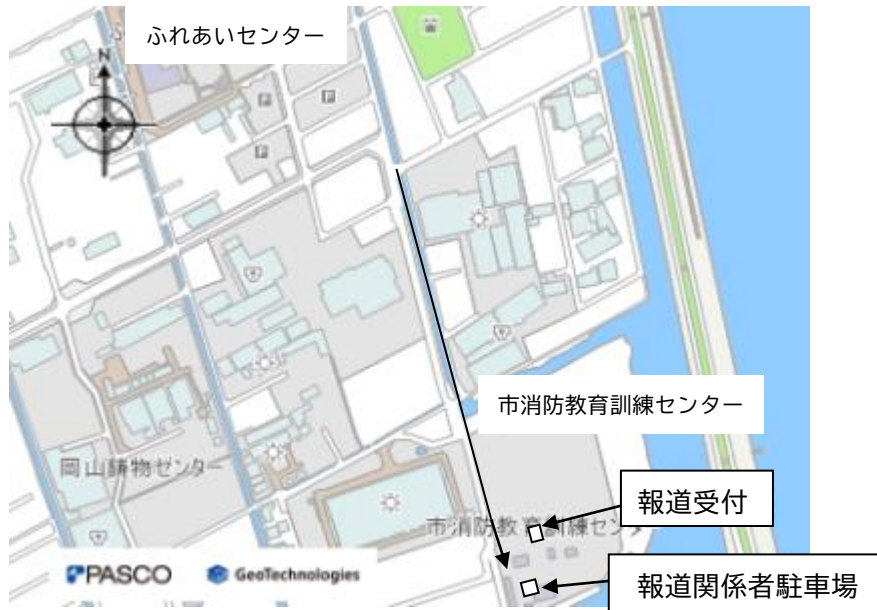 ふれあいセンター
N
P
P
P
市消防教育訓練センター
岡山鋳物センター
報道受付
市消防教育訓練セン
報道関係者駐車場
PASCO
GeoTechnologies